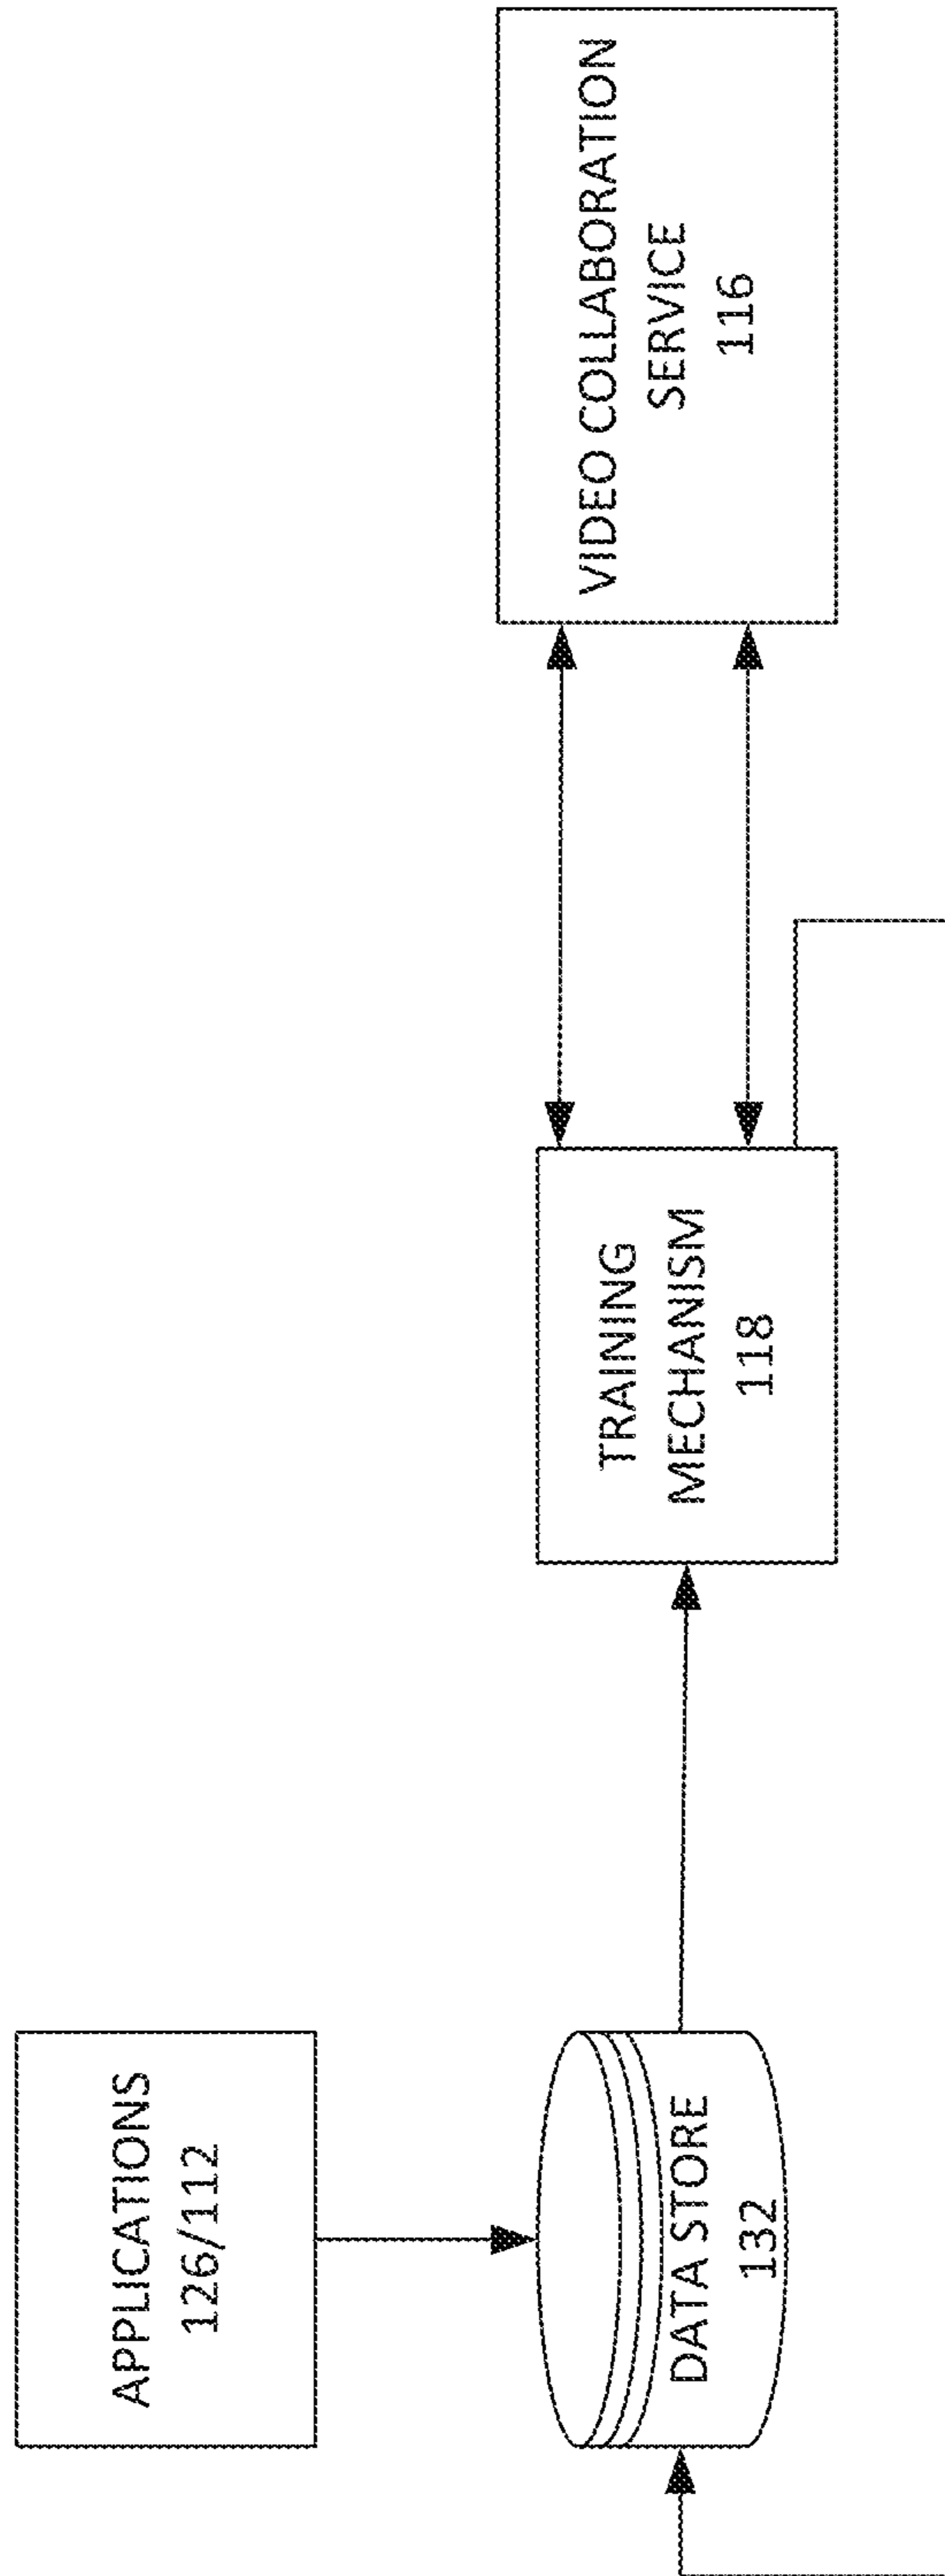 APPLICATIONS
126/112
DATA STORE
132
TRAINING
MECHANISM
118
VIDEO COLLABORATION
SERVICE
116